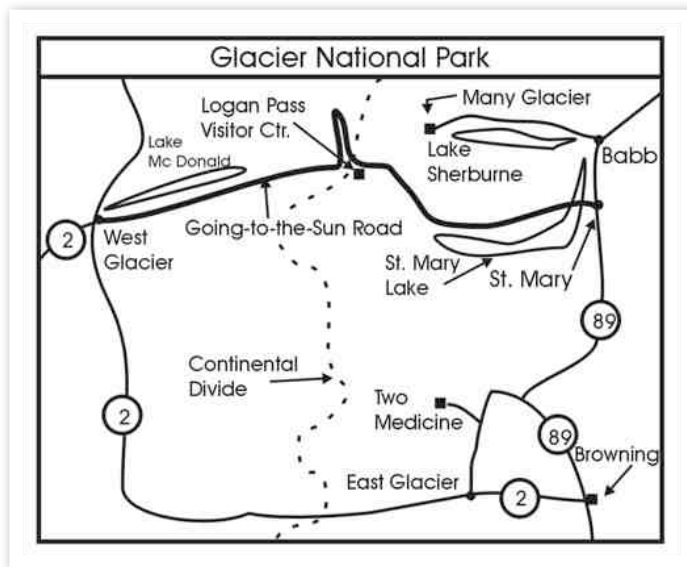 Glacier National Park
Logan Pass
Visitor Ctr.
Many Glacier
Lake
Mc Donald
Lake
Sherburne
Babb
Going-to-the-Sun Road
2
West
Glacier
St. Mary
Lake
St. Mary
89
Continental
Divide
2
Two
Medicine
89
Browning
East Glacier
2